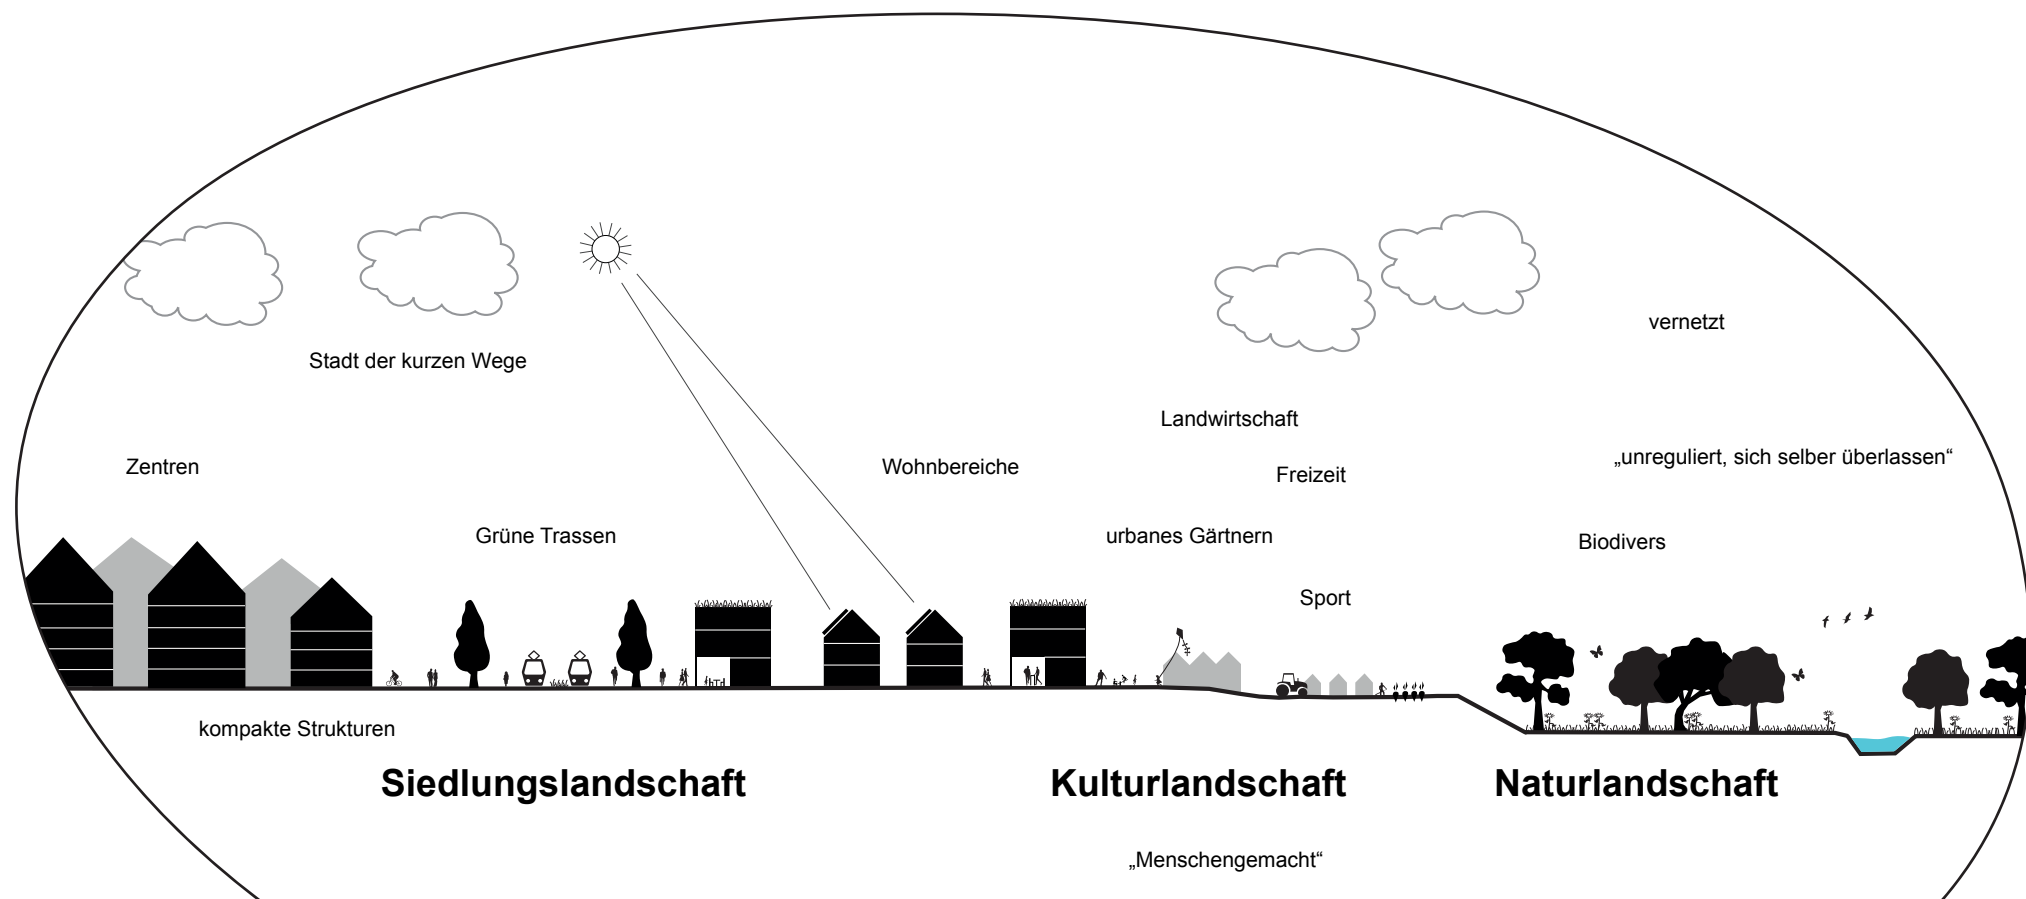 vernetzt
Stadt der kurzen Wege
Landwirtschaft
Zentren
Wohnbereiche
Freizeit
„unreguliert, sich selber überlassen“
Grüne Trassen
urbanes Gärtnern
Biodivers
Sport
kompakte Strukturen
Siedlungslandschaft
Kulturlandschaft
Naturlandschaft
„Menschengemacht“